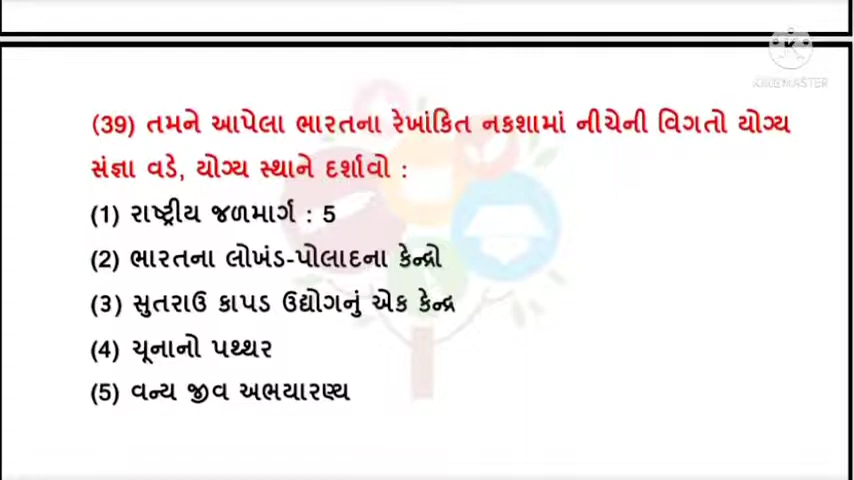 KINEMASTER
(39) તમને આપેલા ભારતના રેખાંકિત નકશામાં નીચેની વિગતો યોગ્ય
સંજ્ઞા વડે, યોગ્ય સ્થાને દર્શાવો :
(1) રાષ્ટ્રીય જળમાર્ગ : 5
(2) ભારતના લોખંડ-પોલાદના કેન્દ્રો
(3) સુતરાઉ કાપડ ઉદ્યોગનું એક કેન્દ્ર
(4) ચૂનાનો પથ્થર
(5) વન્ય જીવ અભયારણ્ય